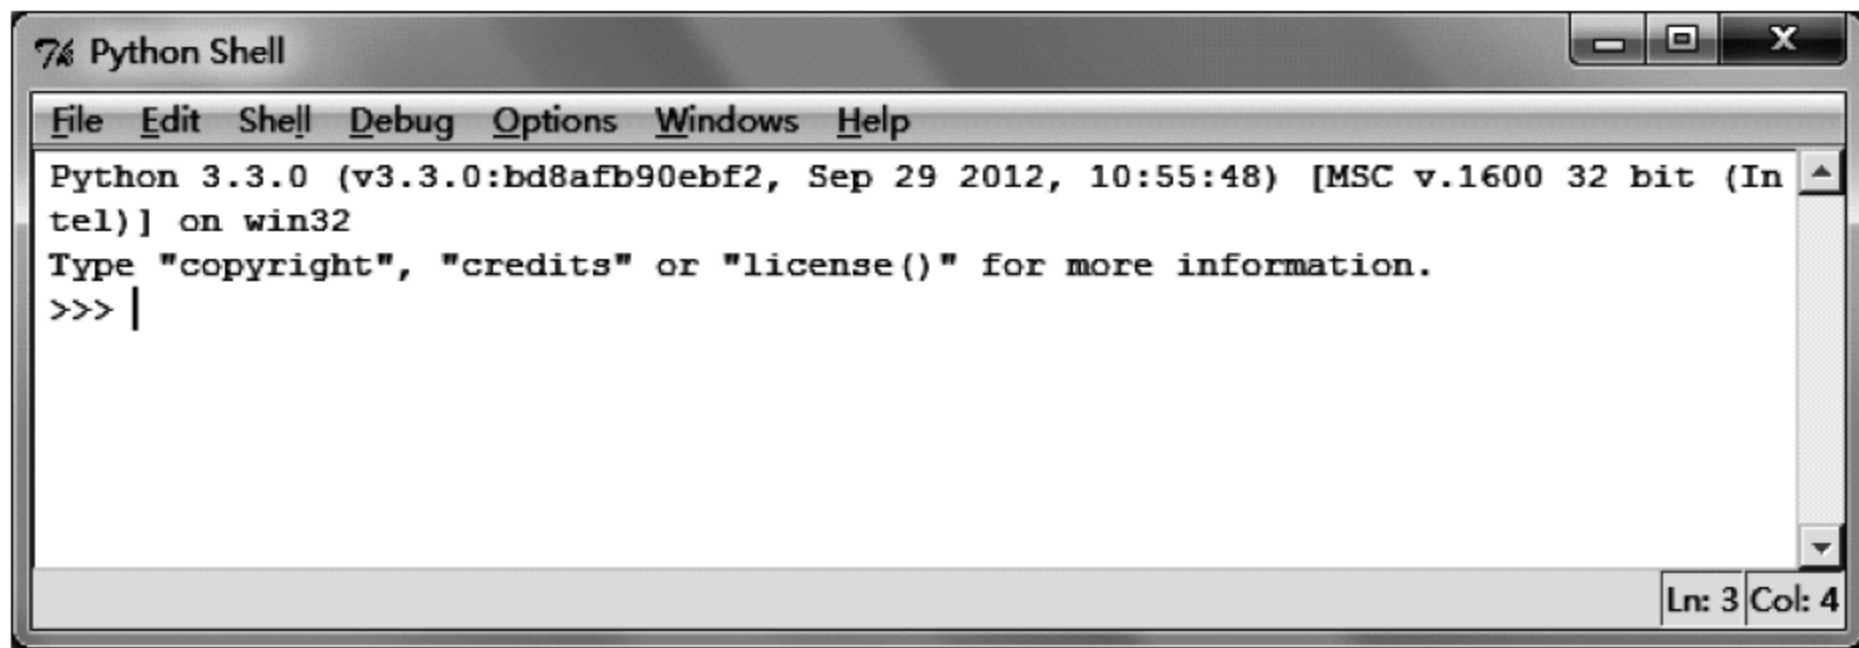 Python Shell
File Edit Shell Debug Options Windows Help
Python 3.3.0 (v3.3.0:bd8afb90ebf2, Sep 29 2012, 10:55:48) [MSC v.1600 32 bit (In
tel)] on win32
Type "copyright", "credits" or "license()" for more information.
>>>
Ln: 3 Col: 4